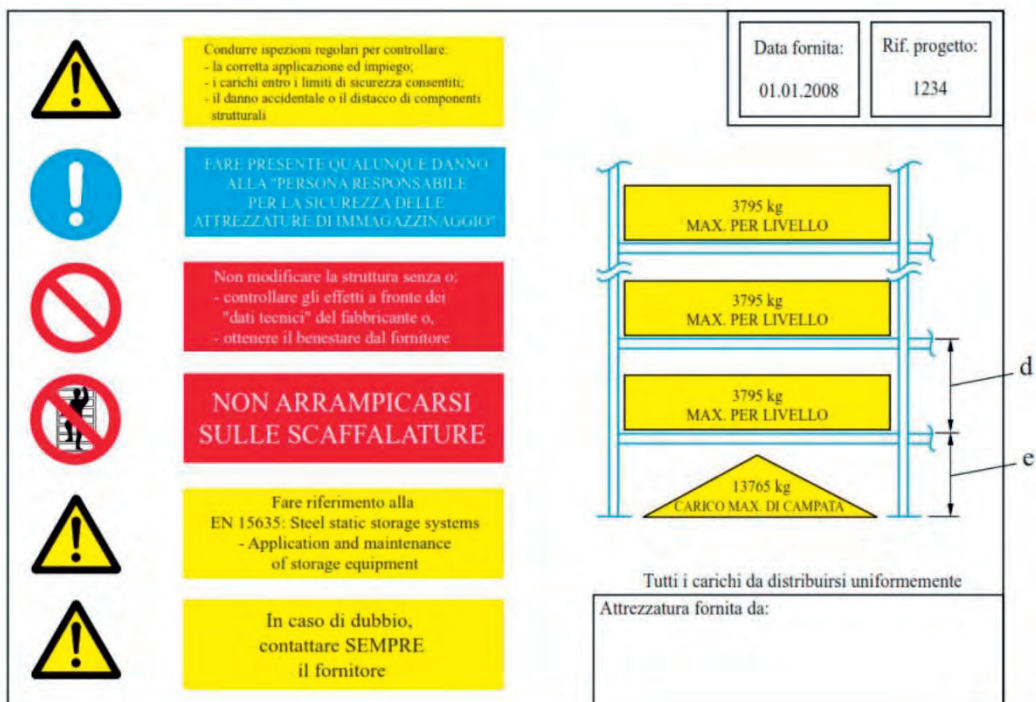 Condurre ispezioni regolari per controllare:
- la corretta applicazione ed impiego;
- i carichi entro i limiti di sicurezza consentiti;
- il danno accidentale o il distacco di componenti
strutturali
FARE PRESENTE QUALUNQUE DANNO
ALLA "PERSONA RESPONSABILE
PER LA SICUREZZA DELLE
ATTREZZATURE DI IMMAGAZZINAGGIO"
Non modificare la struttura senza o:
- controllare gli effetti a fronte dei
"dati tecnici" del fabbricante o,
- ottenere il benestare dal fornitore
NON ARRAMPICARSI
SULLE SCAFFALATURE
Fare riferimento alla
EN 15635: Steel static storage systems
- Application and maintenance
of storage equipment
In caso di dubbio,
contattare SEMPRE
il fornitore
Data fornita:
01.01.2008
Rif. progetto:
1234
3795 kg
MAX. PER LIVELLO
3795 kg
MAX. PER LIVELLO
3795 kg
MAX. PER LIVELLO
d
e
13765 kg
CARICO MAX. DI CAMPATA
Tutti i carichi da distribuirsi uniformemente
Attrezzatura fornita da: